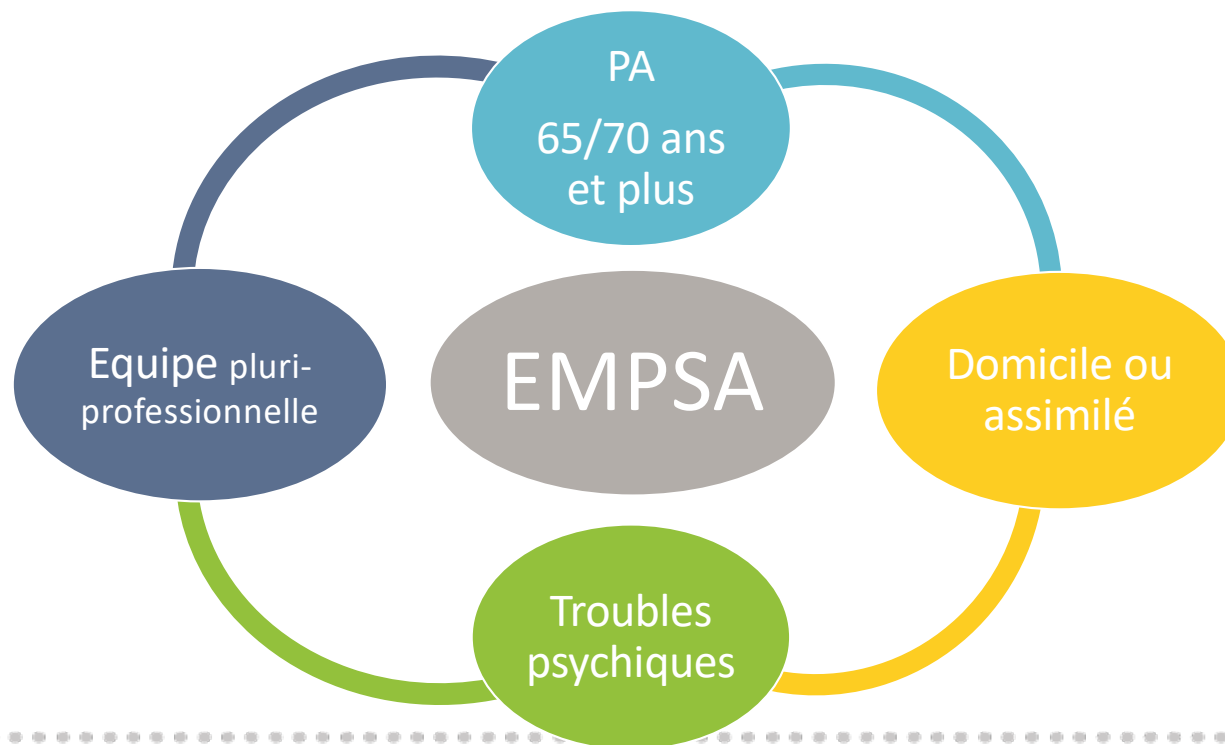 PA
65/70 ans
et plus
Equipe pluri-
professionnelle
EMPSA
Domicile ou
assimilé
Troubles
psychiques